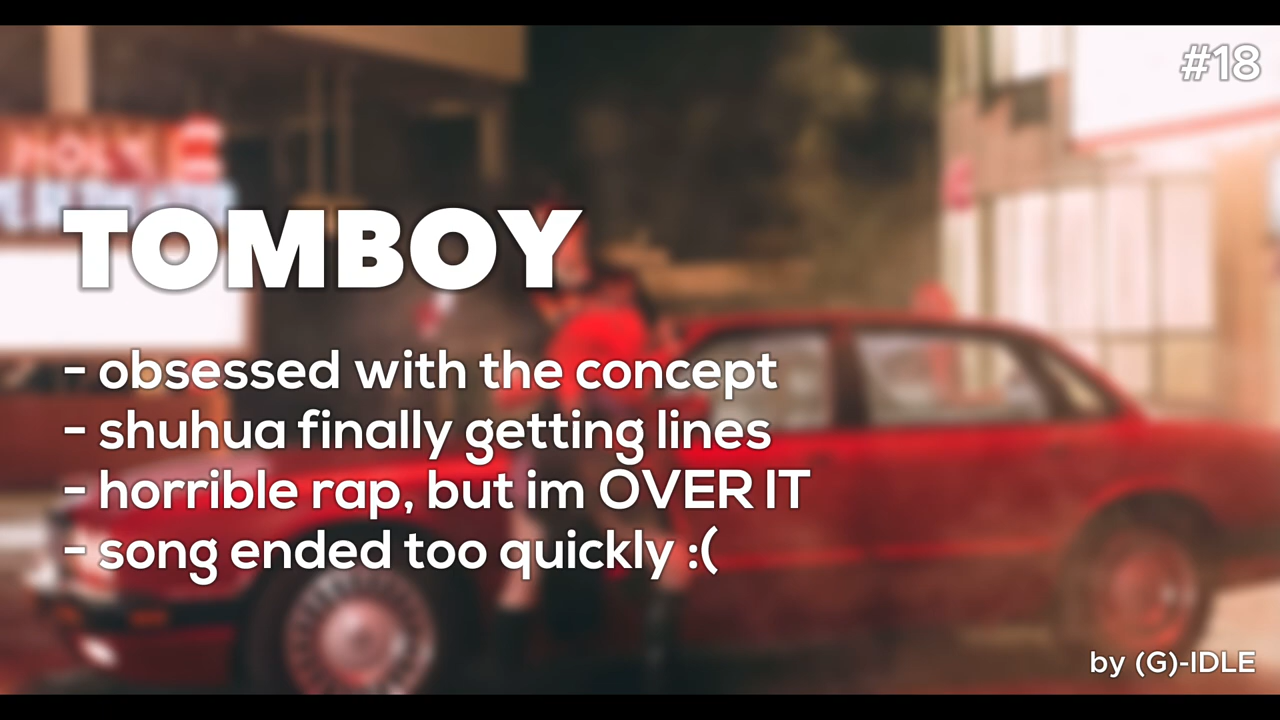 #18
HOLY
TOMBOY
- obsessed with the concept
- shuhua finally getting lines
- horrible rap, but im OVER IT
- song ended too quickly :(
by (G)-IDLE